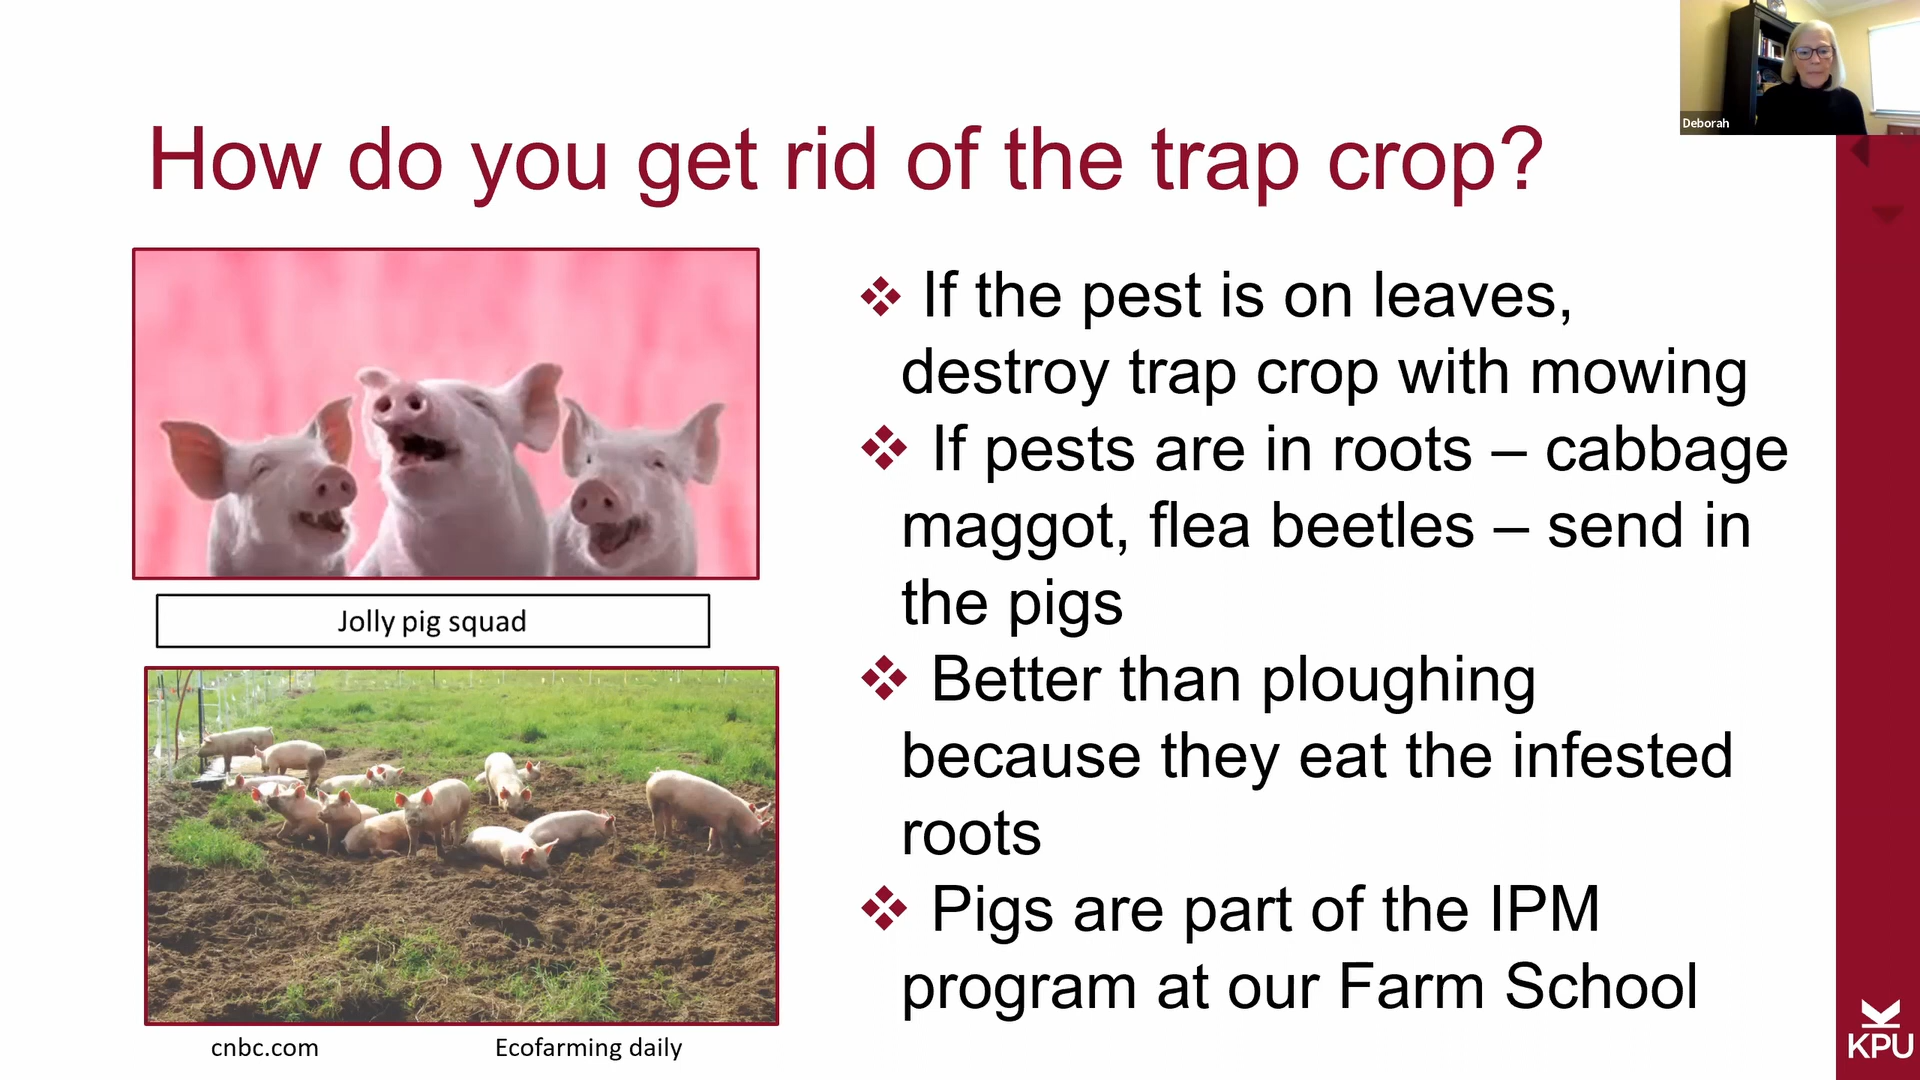 Deborah
How do you get rid of the trap crop?
Jolly pig squad
cnbc.com
Ecofarming daily
❖ If the pest is on leaves,
destroy trap crop with mowing
❖ If pests are in roots – cabbage
maggot, flea beetles – send in
the pigs
❖ Better than ploughing
because they eat the infested
roots
❖ Pigs are part of the IPM
program at our Farm School
KPU